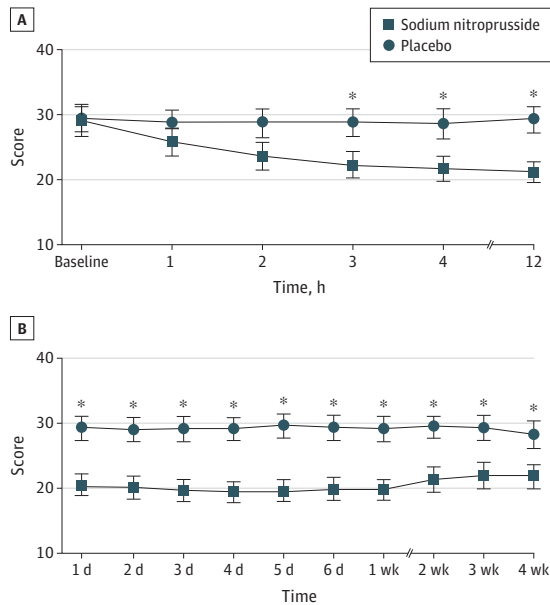 A
Sodium nitroprusside
Placebo
40
30
20
10
Score
* * *
Baseline 1 2 3 4 12
Time, h
B
40
30
20
10
Score
* * * * * * * * * *
1 d 2 d 3 d 4 d 5 d 6 d 1 wk 2 wk 3 wk 4 wk
Time